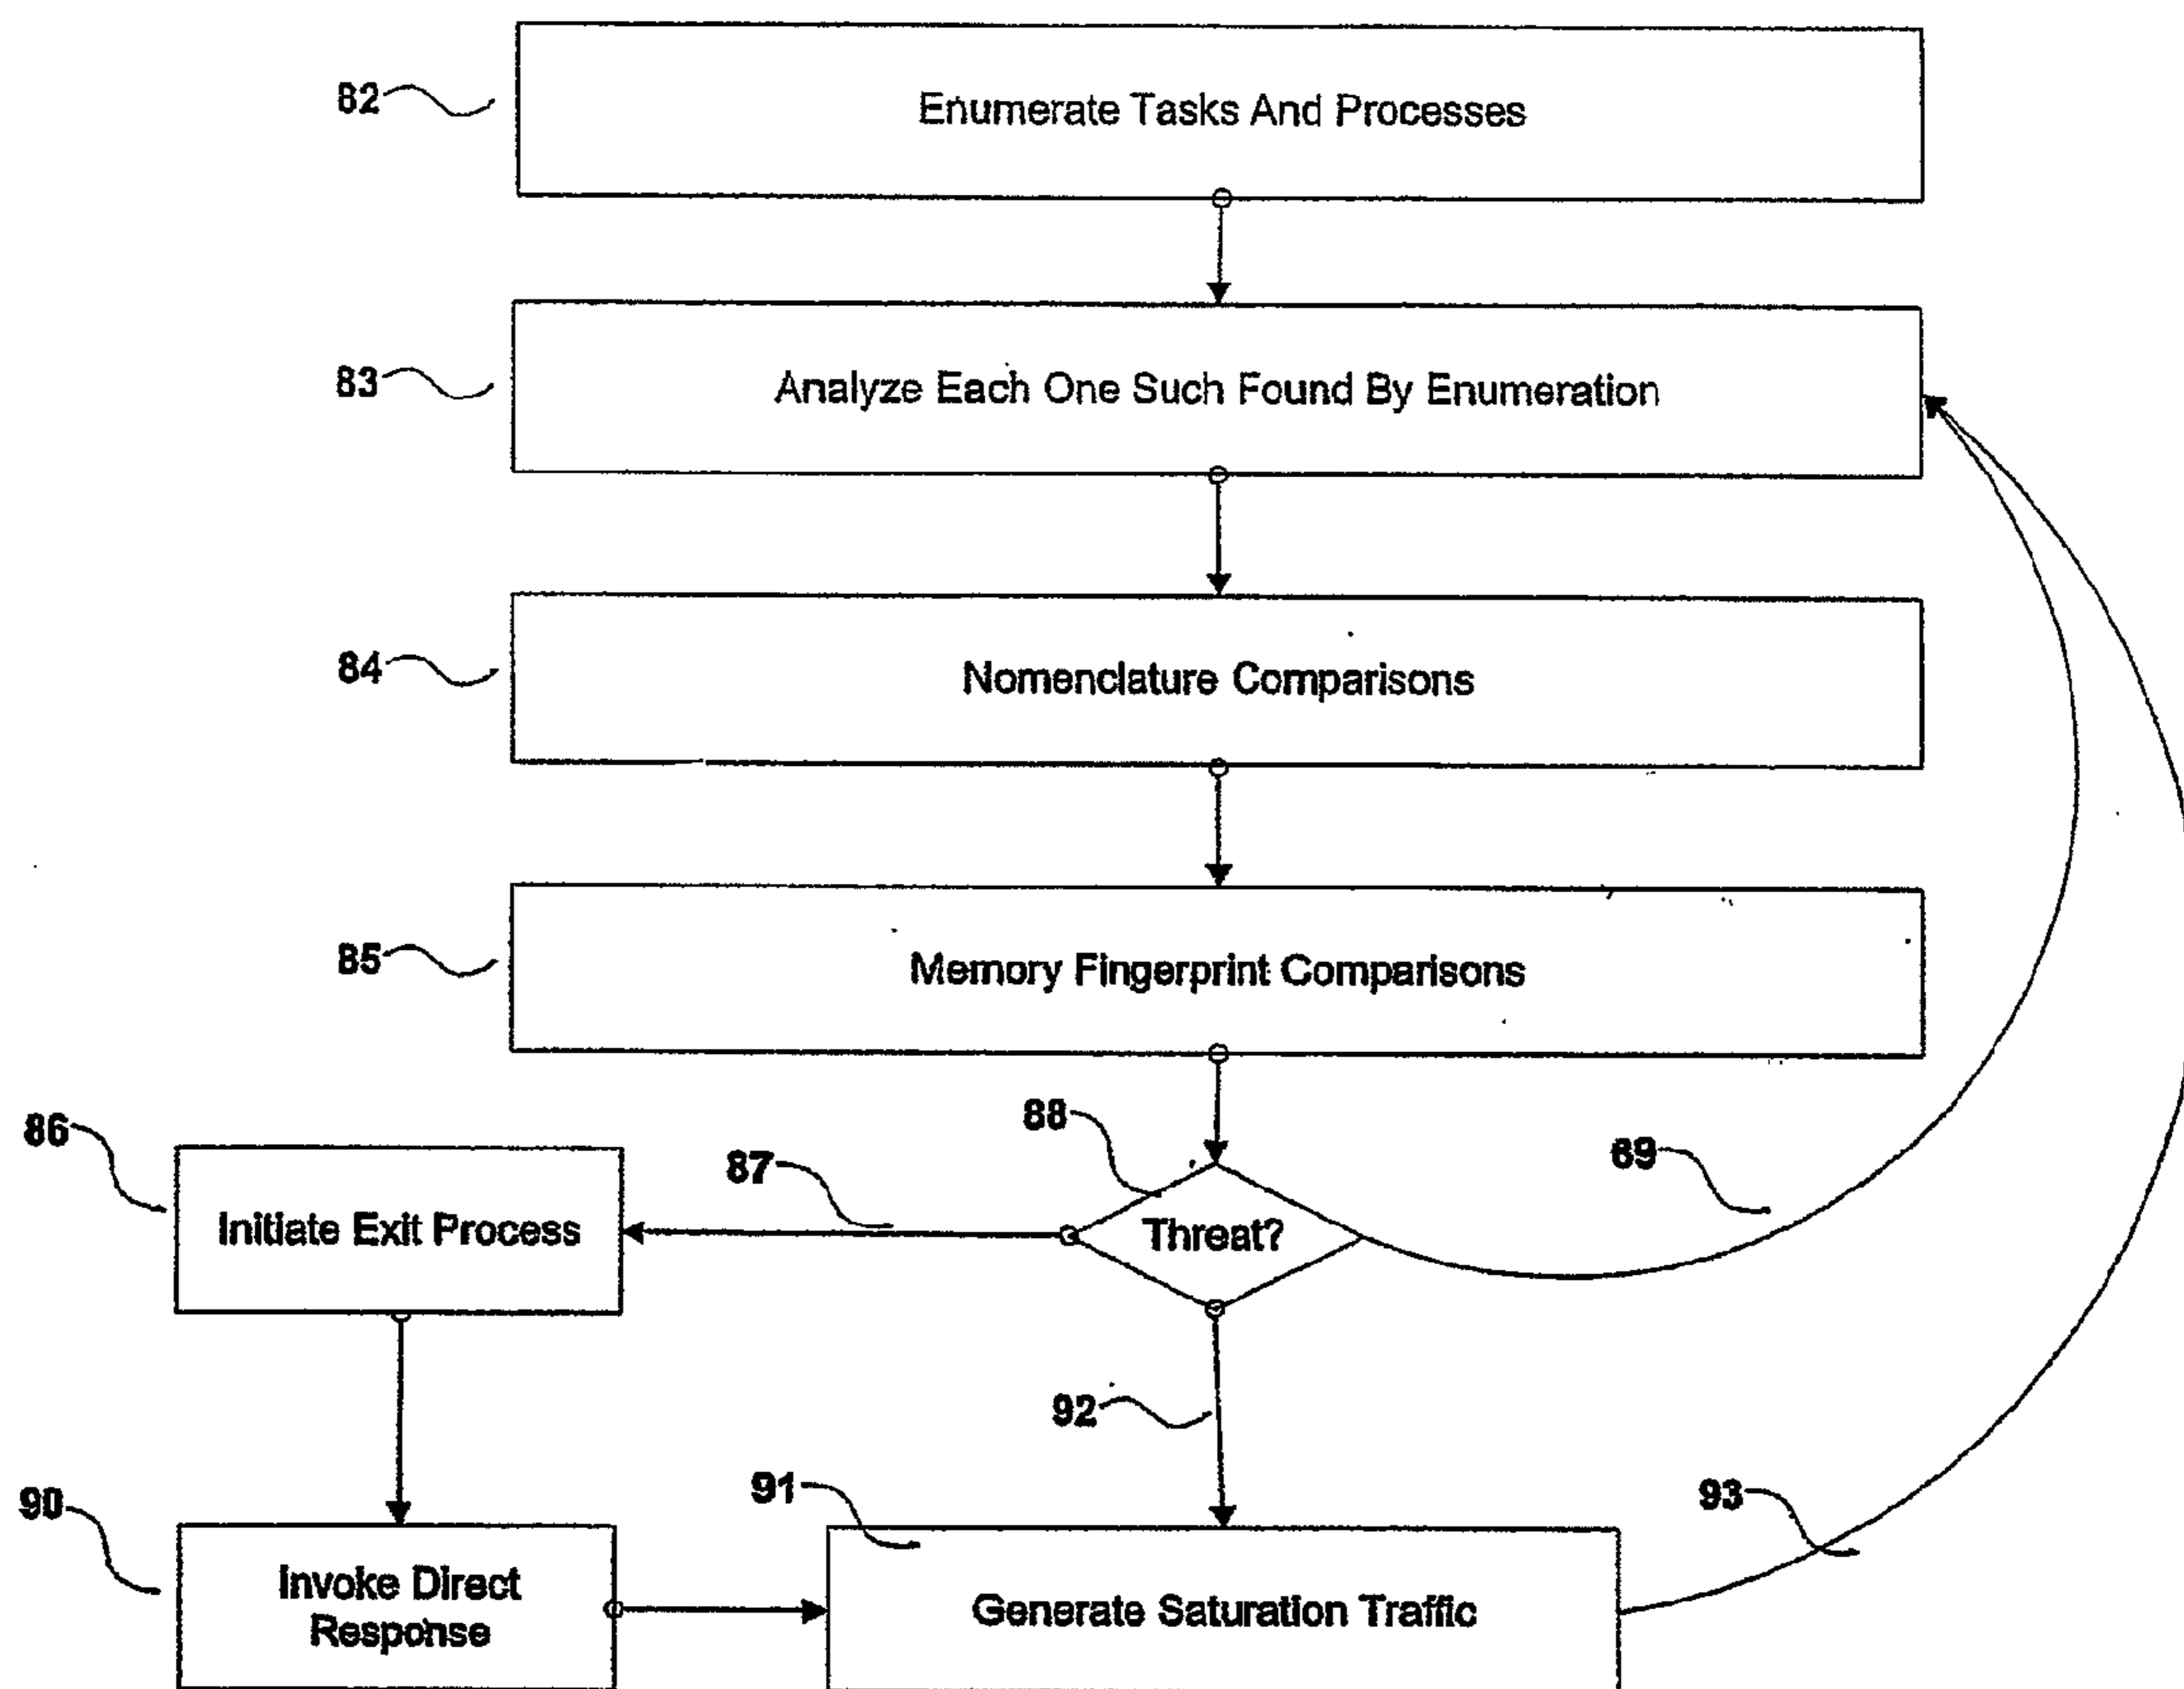 82
Enumerate Tasks And Processes
83
Analyze Each One Such Found By Enumeration
84
Nomenclature Comparisons
85
Memory Fingerprint Comparisons
86
Initiate Exit Process
87
88
Threat?
89
92
90
Invoke Direct
Response
91
Generate Saturation Traffic
93